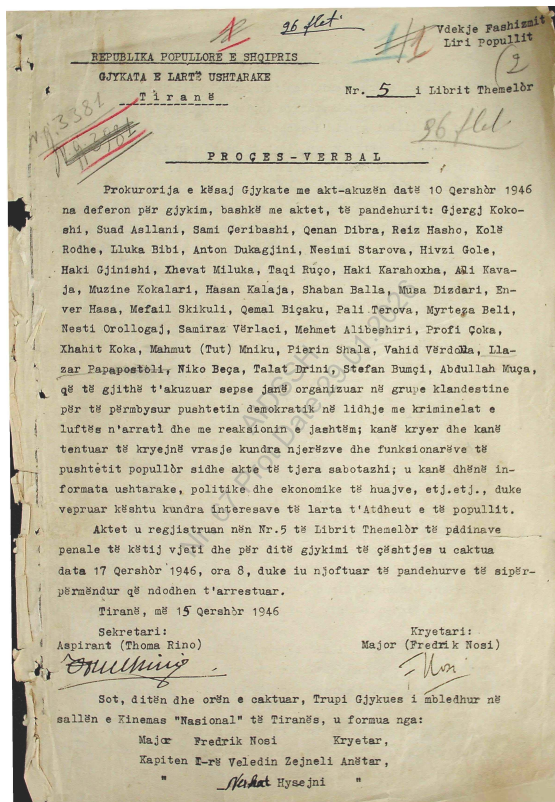 1
96 flet.
1/1
Vdekje Fashizmit
Liri Popullit
(2
REPUBLIKA POPULLORE E SHQIPRIS
GJYKATA E LARTË USHTARAKE
Tiranë
Nr. 5 i Librit Themelòr
96 flet
PROÇES-VERBAL
Prokurorija e kësaj Gjykate me akt-akuzën datë 10 Qershòr 1946
na deferon për gjykim, bashkë me aktet, të pandehurit: Gjergj Koko-
shi, Suad Asllani, Sami Çeribashi, Qenan Dibra, Reiz Hasho, Kolë
Rodhe, Lluka Bibi, Anton Dukagjini, Nesimi Starova, Hivzi Gole,
Haki Gjinishi, Xhevat Miluka, Taqi Ruço, Haki Karahoxha, Ali Kava-
ja, Muzine Kokalari, Hasan Kalaja, Shaban Balla, Musa Dizdari, En-
ver Hasa, Mefail Skikuli, Qemal Biçaku, Pali Terova, Myrteza Beli,
Nesti Orollogaj, Samiraz Vërlaci, Mehmet Alibeshiri, Profi Çoka,
Xhahit Koka, Mahmut (Tut) Mniku, Pierin Shala, Vahid Vërdolla, Lla-
zar Papapostoli, Niko Beça, Talat Drini, Stefan Bumçi, Abdullah Muça,
që të gjithë t'akuzuar sepse janë organizuar në grupe klandestine
për të përmbysur pushtetin demokratik në lidhje me kriminelat e
luftës n'arrati dhe me reaksionin e jashtëm; kanë kryer dhe kanë
tentuar të kryejnë vrasje kundra njerëzve dhe funksionarëve të
pushtetit popullòr sidhe akte të tjera sabotazhi; u kanë dhënë in-
formata ushtarake, politike dhe ekonomike të huajve, etj.etj., duke
vepruar kështu kundra interesave të larta t'Atdheut e të popullit.
Aktet u regjistruan nën Nr.5 të Librit Themelòr të padinave
penale të këtij vjeti dhe për ditë gjykimi të çështjes u caktua
data 17 Qershòr 1946, ora 8, duke iu njoftuar të pandehurve të sipër-
përmëndur që ndodhen t'arrestuar.
Tiranë, më 15 Qershòr 1946
Sekretari: Kryetari:
Aspirant (Thoma Rino) Major (Fredrik Nosi)
Sot, ditën dhe orën e caktuar, Trupi Gjykues i mbledhur në
sallën e Kinemas "Nasional" të Tiranës, u formua nga:
Major Fredrik Nosi Kryetar,
Kapiten I-rë Veledin Zejneli Anëtar,
" Nevhat Hysejni "